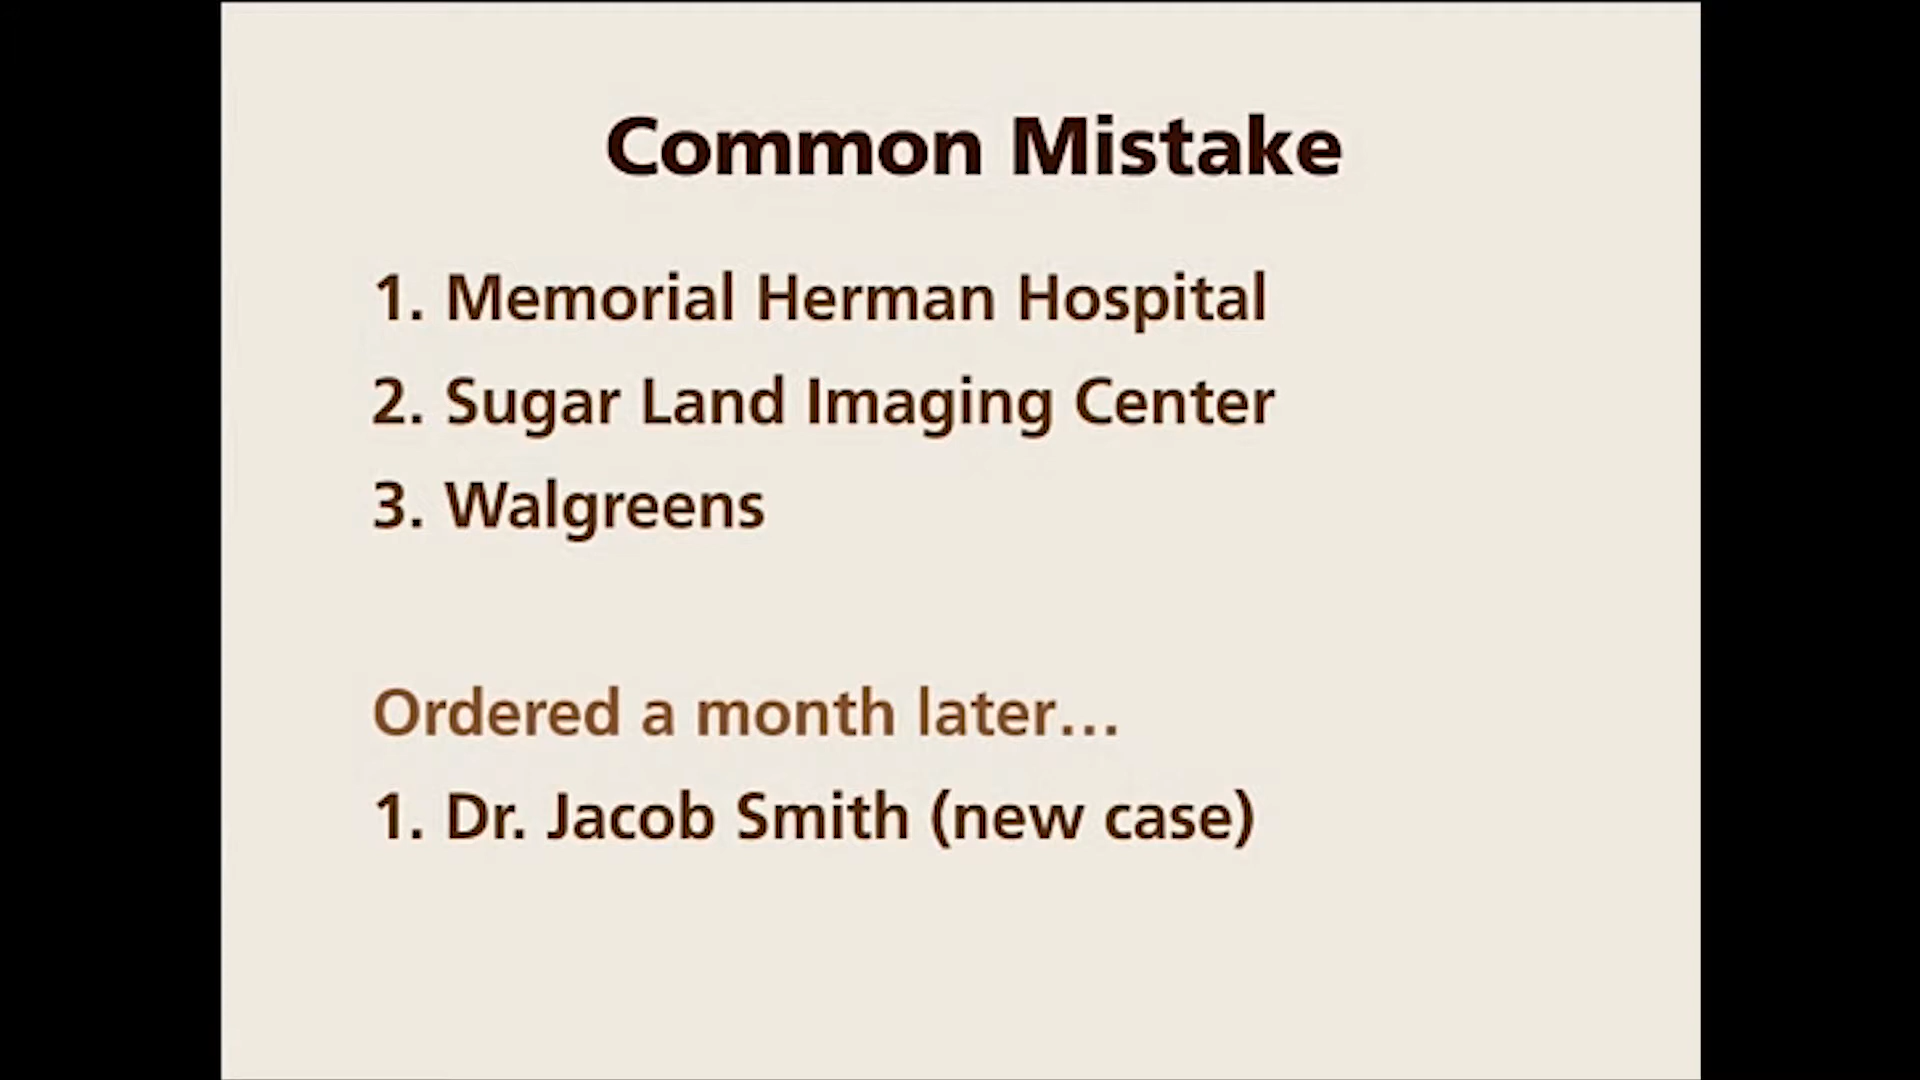 Common Mistake
1. Memorial Herman Hospital
2. Sugar Land Imaging Center
3. Walgreens
Ordered a month later...
1. Dr. Jacob Smith (new case)